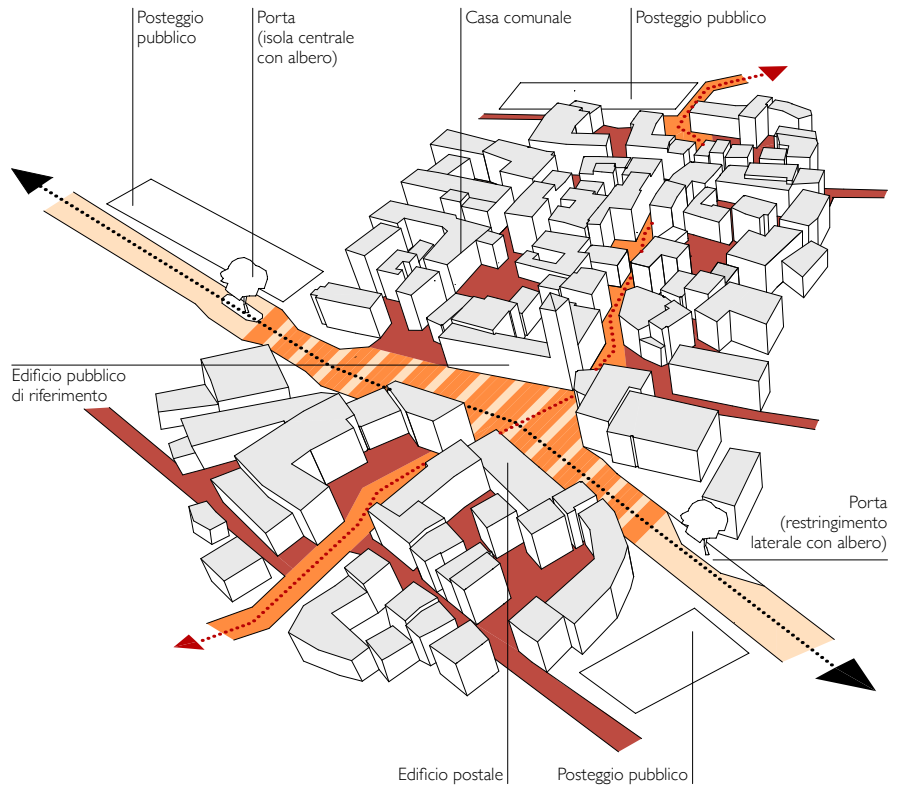 Posteggio
pubblico
Porta
(isola centrale
con albero)
Casa comunale
Posteggio pubblico
Edificio pubblico
di riferimento
Porta
(restringimento
laterale con albero)
Edificio postale
Posteggio pubblico